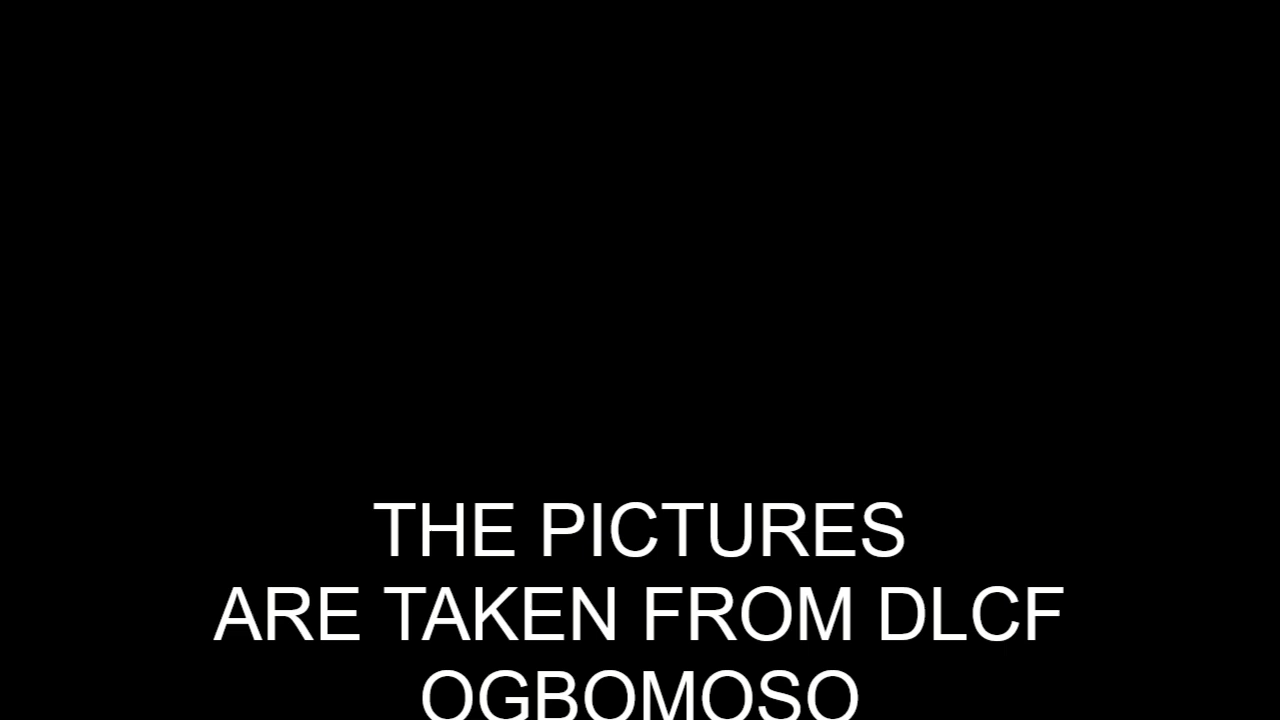 THE PICTURES
ARE TAKEN FROM DLCF
OGBOMOSO